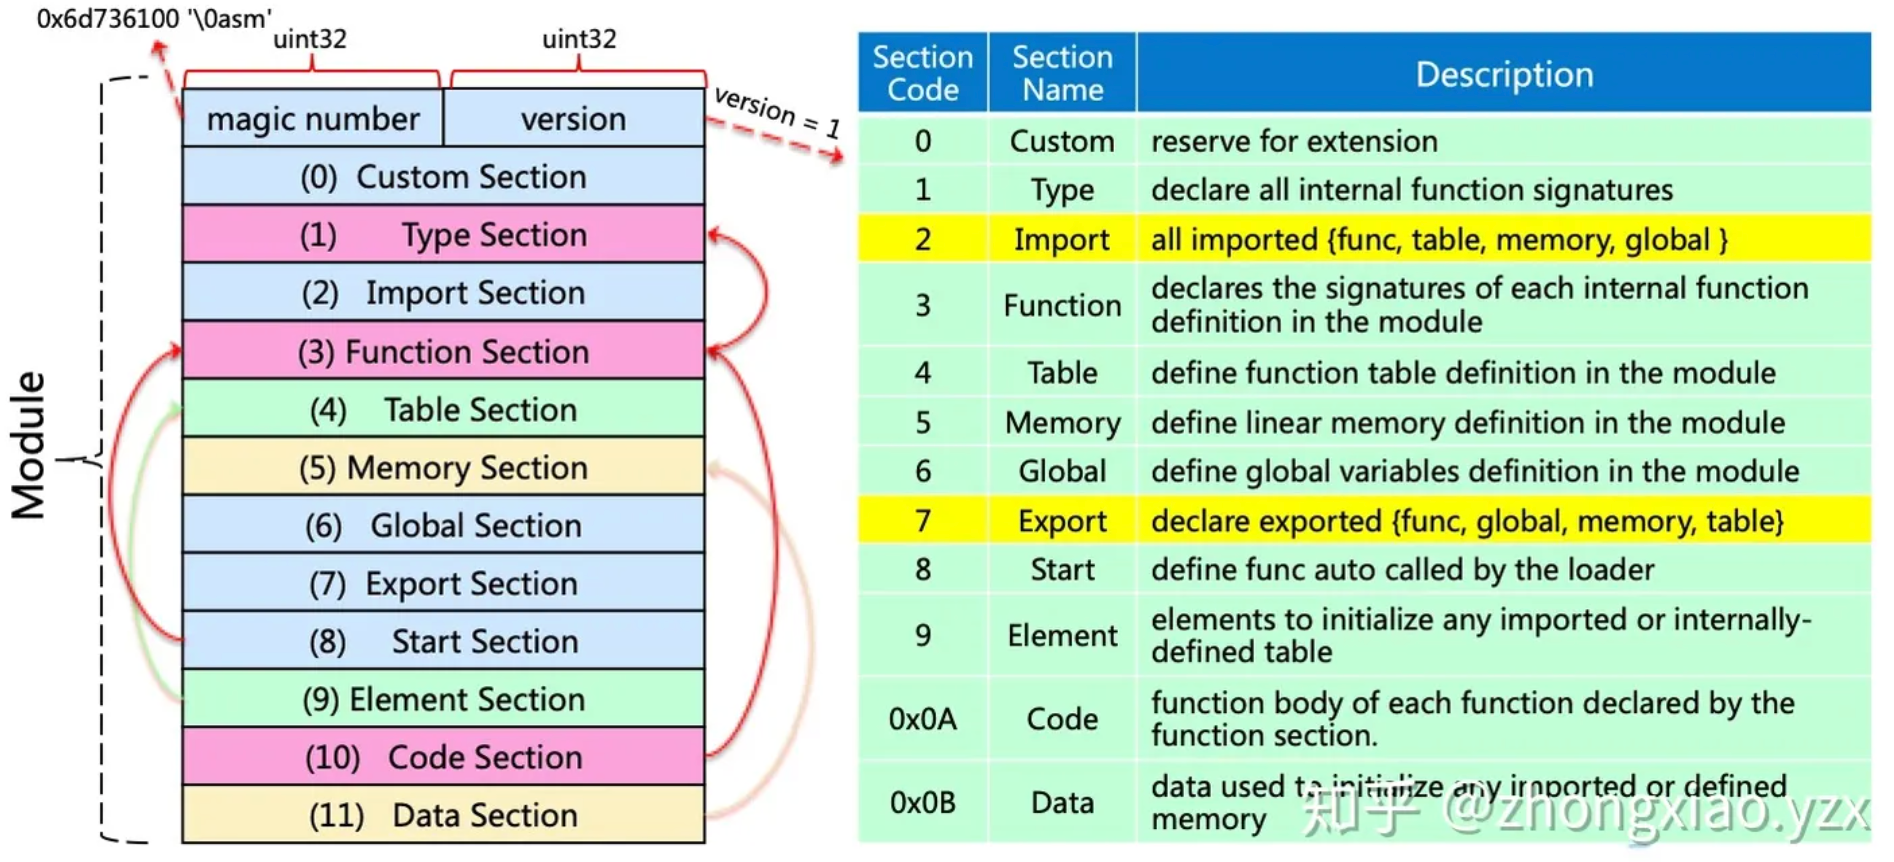 0x6d736100 '\0asm'
uint32
uint32
magic number
version
version = 1
Module
(0) Custom Section
(1) Type Section
(2) Import Section
(3) Function Section
(4) Table Section
(5) Memory Section
(6) Global Section
(7) Export Section
(8) Start Section
(9) Element Section
(10) Code Section
(11) Data Section
Section Code
Section Name
Description
0 Custom reserve for extension
1 Type declare all internal function signatures
2 Import all imported {func, table, memory, global }
3 Function declares the signatures of each internal function
definition in the module
4 Table define function table definition in the module
5 Memory define linear memory definition in the module
6 Global define global variables definition in the module
7 Export declare exported {func, global, memory, table}
8 Start define func auto called by the loader
9 Element elements to initialize any imported or internally-
defined table
0x0A Code function body of each function declared by the
function section.
0x0B Data data used to initialize any imported or defined
memory
知乎 @zhongxiao.yzx